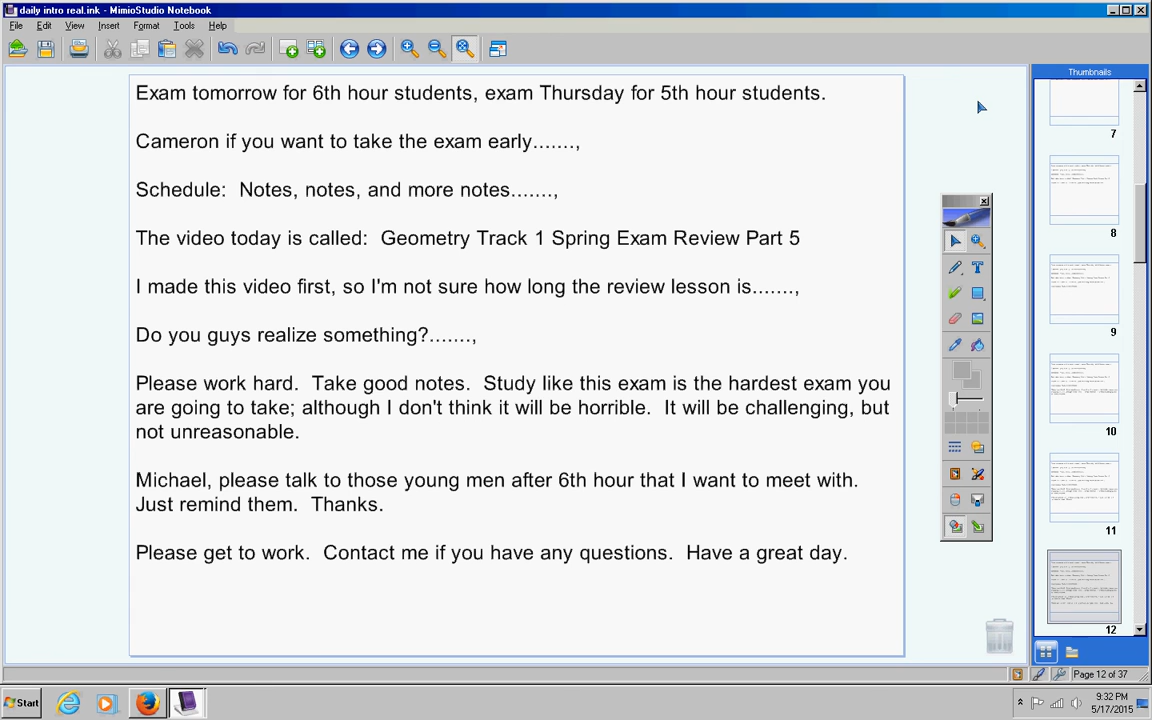 daily intro real.ink - MimioStudio Notebook
File Edit View Insert Format Tools Help
Exam tomorrow for 6th hour students, exam Thursday for 5th hour students.
Cameron if you want to take the exam early.......,
Schedule:  Notes, notes, and more notes.......,
The video today is called:  Geometry Track 1 Spring Exam Review Part 5
I made this video first, so I'm not sure how long the review lesson is.......,
Do you guys realize something?.......,
Please work hard.  Take good notes.  Study like this exam is the hardest exam you
are going to take; although I don't think it will be horrible.  It will be challenging, but
not unreasonable.
Michael, please talk to those young men after 6th hour that I want to meet with.
Just remind them.  Thanks.
Please get to work.  Contact me if you have any questions.  Have a great day.
Thumbnails
7
8
9
10
11
12
Page 12 of 37
Start
9:32 PM
5/17/2015